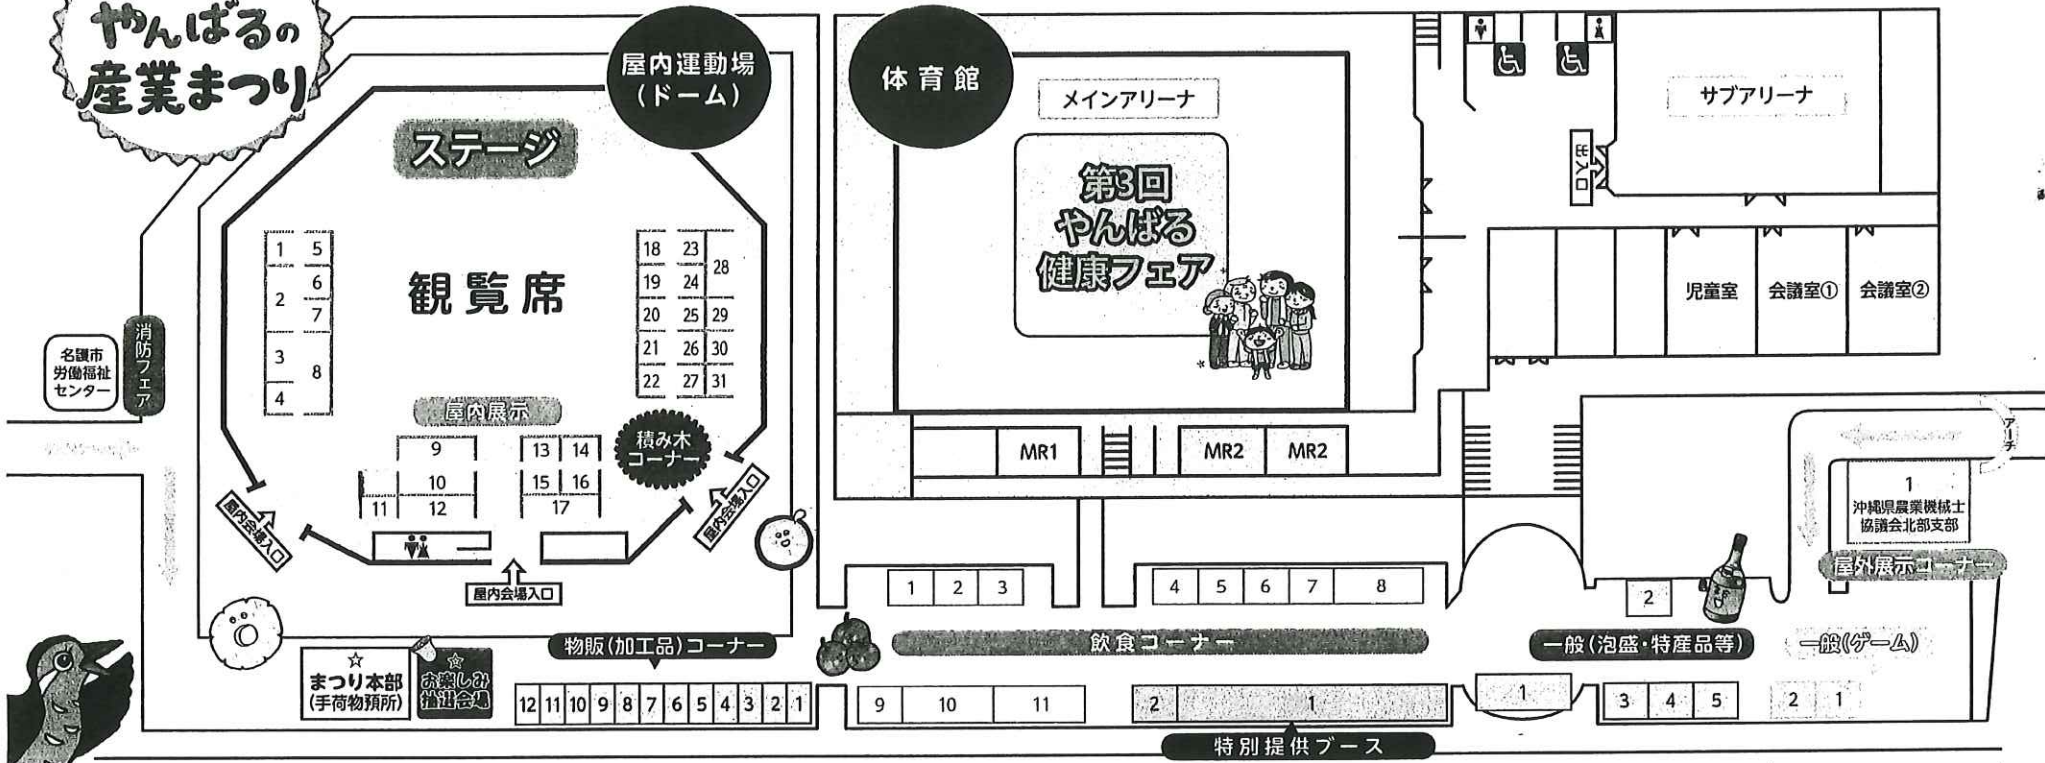 やんばるの
産業まつり
屋内運動場
(ドーム)
ステージ
観覧席
1 5
6
2
7
3
8
4
18 23
28
19 24
20 25 29
21 26 30
22 27 31
屋内展示
積み木
コーナー
9
10
11 12
13 14
15 16
17
屋内会場入口
屋内会場入口
屋内会場入口
名護市
労働福祉
センター
消防フェア
体育館
メインアリーナ
第3回
やんばる
健康フェア
サブアリーナ
出入口
児童室
会議室①
会議室②
MR1
MR2
MR2
アーチ
1
沖縄県農業機械士
協議会北部支部
屋外展示コーナー
1 2 3
4 5 6 7 8
飲食コーナー
9 10 11
2 1
特別提供ブース
2
一般(泡盛・特産品等)
1
3 4 5
一般(ゲーム)
2 1
物販(加工品)コーナー
12 11 10 9 8 7 6 5 4 3 2 1
☆
まつり本部
(手荷物預所)
☆
お楽しみ
抽選会場